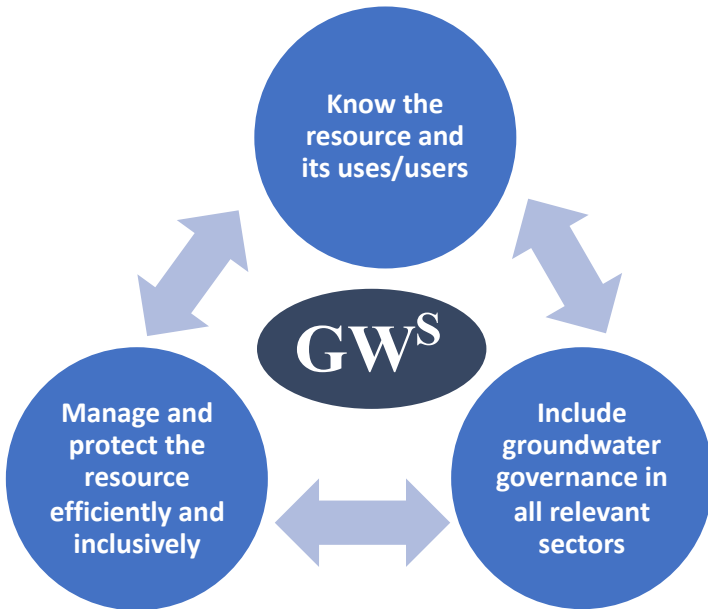 Know the
resource and
its uses/users
GWS
Manage and
protect the
resource
efficiently and
inclusively
Include
groundwater
governance in
all relevant
sectors